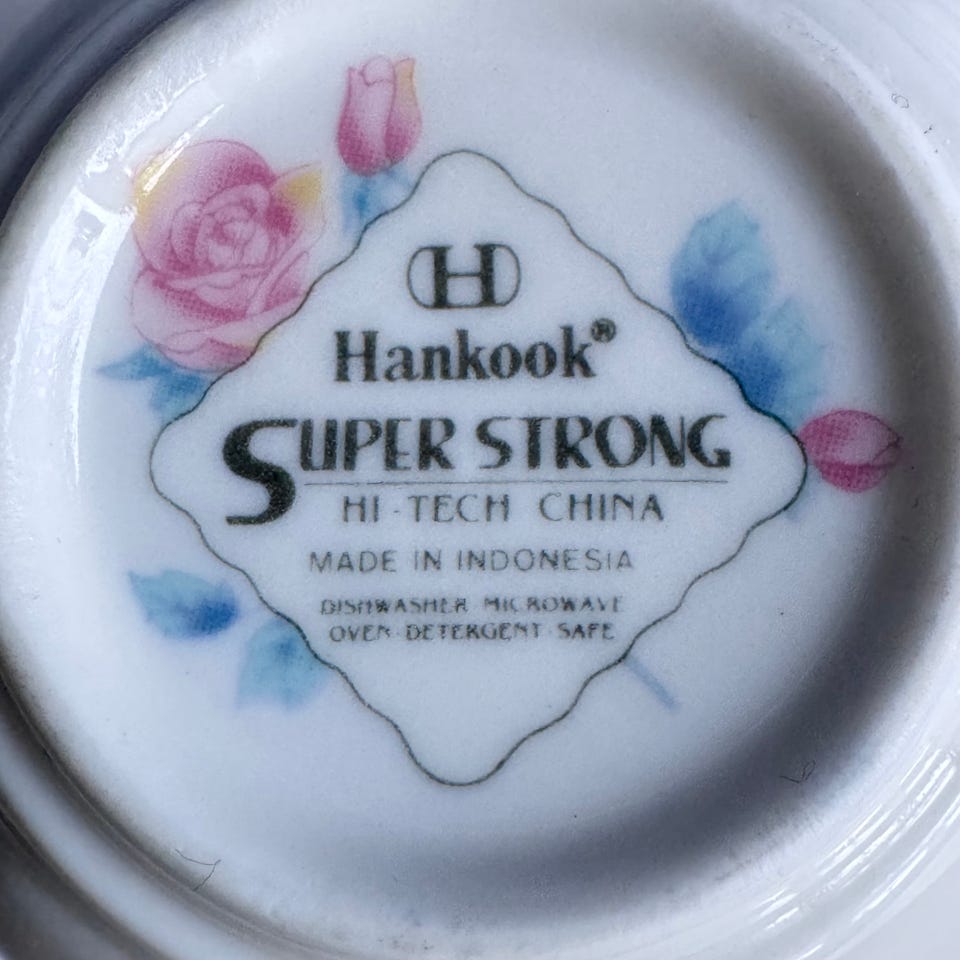 H
Hankook®
SUPER STRONG
HI-TECH CHINA
MADE IN INDONESIA
DISHWASHER MICROWAVE
OVEN·DETERGENT·SAFE